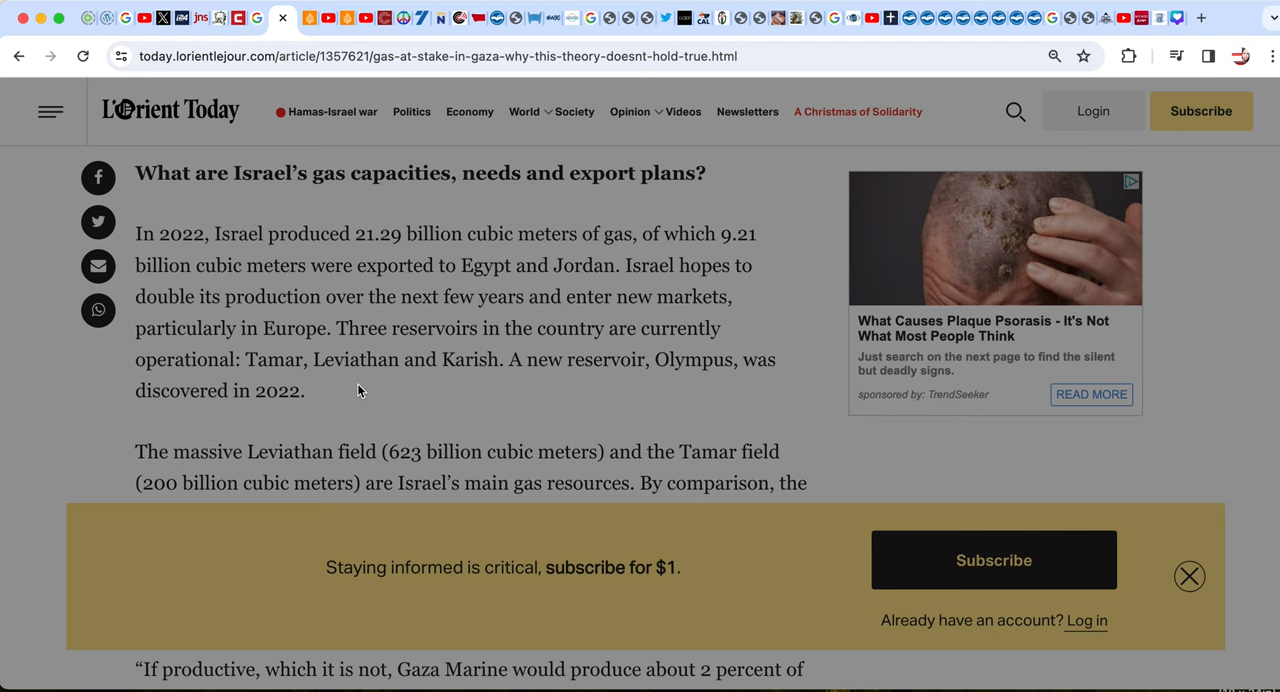 today.lorientlejour.com/article/1357621/gas-at-stake-in-gaza-why-this-theory-doesnt-hold-true.html
L'Orient Today
Hamas-Israel war Politics Economy World Society Opinion Videos Newsletters A Christmas of Solidarity
Login
Subscribe
What are Israel's gas capacities, needs and export plans?
In 2022, Israel produced 21.29 billion cubic meters of gas, of which 9.21
billion cubic meters were exported to Egypt and Jordan. Israel hopes to
double its production over the next few years and enter new markets,
particularly in Europe. Three reservoirs in the country are currently
operational: Tamar, Leviathan and Karish. A new reservoir, Olympus, was
discovered in 2022.
The massive Leviathan field (623 billion cubic meters) and the Tamar field
(200 billion cubic meters) are Israel's main gas resources. By comparison, the
What Causes Plaque Psorasis - It's Not
What Most People Think
Just search on the next page to find the silent
but deadly signs.
sponsored by: TrendSeeker
READ MORE
Staying informed is critical, subscribe for $1.
Subscribe
Already have an account? Log in
"If productive, which it is not, Gaza Marine would produce about 2 percent of